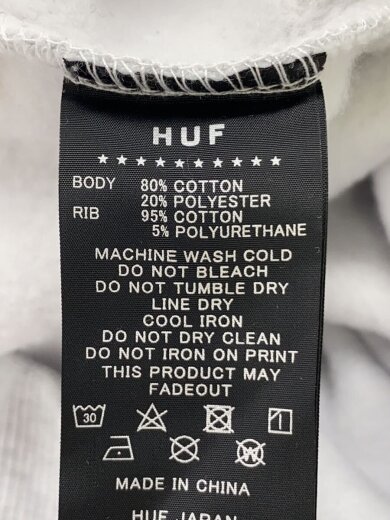 HUF
★★★★★★★★★★
BODY 80% COTTON
20% POLYESTER
RIB 95% COTTON
5% POLYURETHANE
MACHINE WASH COLD
DO NOT BLEACH
DO NOT TUMBLE DRY
LINE DRY
COOL IRON
DO NOT DRY CLEAN
DO NOT IRON ON PRINT
THIS PRODUCT MAY
FADEOUT
30
W
MADE IN CHINA
HUF JAPAN